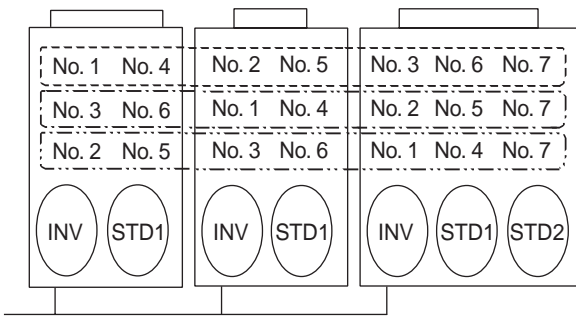 No. 1 No. 4 No. 2 No. 5 No. 3 No. 6 No. 7
No. 3 No. 6 No. 1 No. 4 No. 2 No. 5 No. 7
No. 2 No. 5 No. 3 No. 6 No. 1 No. 4 No. 7
INV STD1 INV STD1 INV STD1 STD2